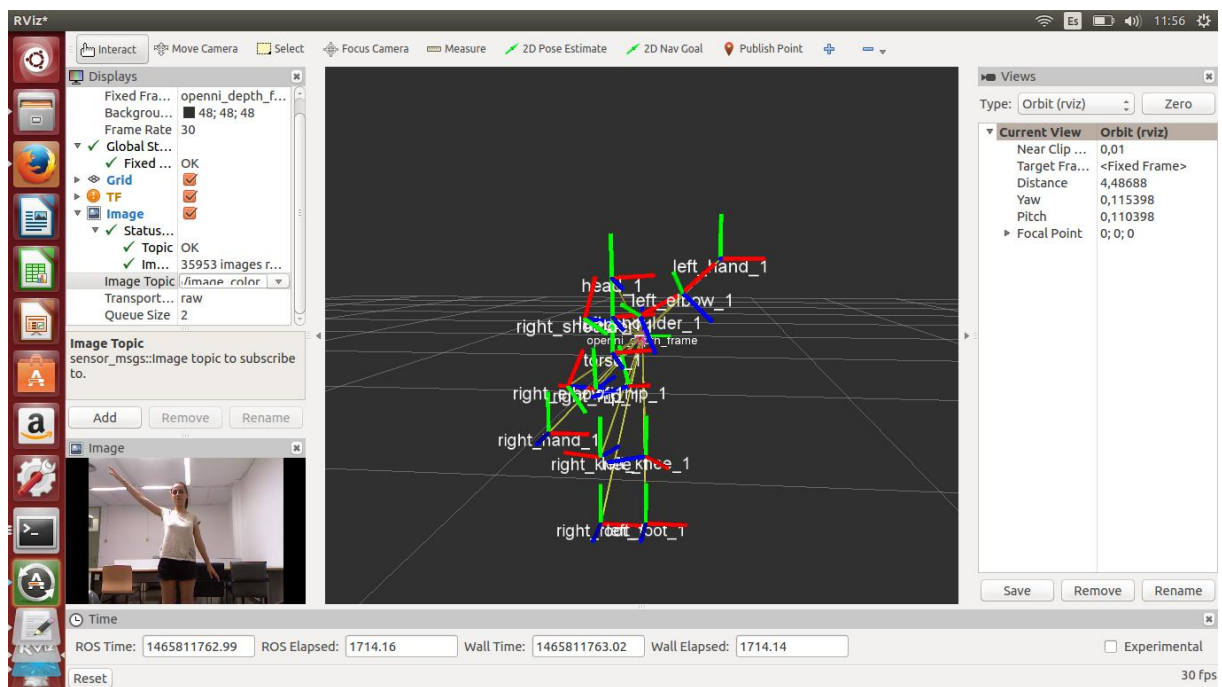 RViz*
Es
11:56
Interact Move Camera Select Focus Camera Measure 2D Pose Estimate 2D Nav Goal Publish Point
Displays
Fixed Fra... openni_depth_f...
Backgrou... 48; 48; 48
Frame Rate 30
Global St...
Fixed ... OK
Grid
TF
Image
Status...
Topic OK
Im... 35953 images r...
Image Topic /image_color
Transport... raw
Queue Size 2
Image Topic
sensor_msgs::Image topic to subscribe
to.
Add Remove Rename
Image
left_hand_1
head_1
left_elbow_1
torso_1
right_hand_1
Views
Type: Orbit (rviz) Zero
Current View Orbit (rviz)
Near Clip ... 0,01
Target Fra... <Fixed Frame>
Distance 4,48688
Yaw 0,115398
Pitch 0,110398
Focal Point 0; 0; 0
Save Remove Rename
Time
ROS Time: 1465811762.99 ROS Elapsed: 1714.16 Wall Time: 1465811763.02 Wall Elapsed: 1714.14 Experimental
Reset 30 fps